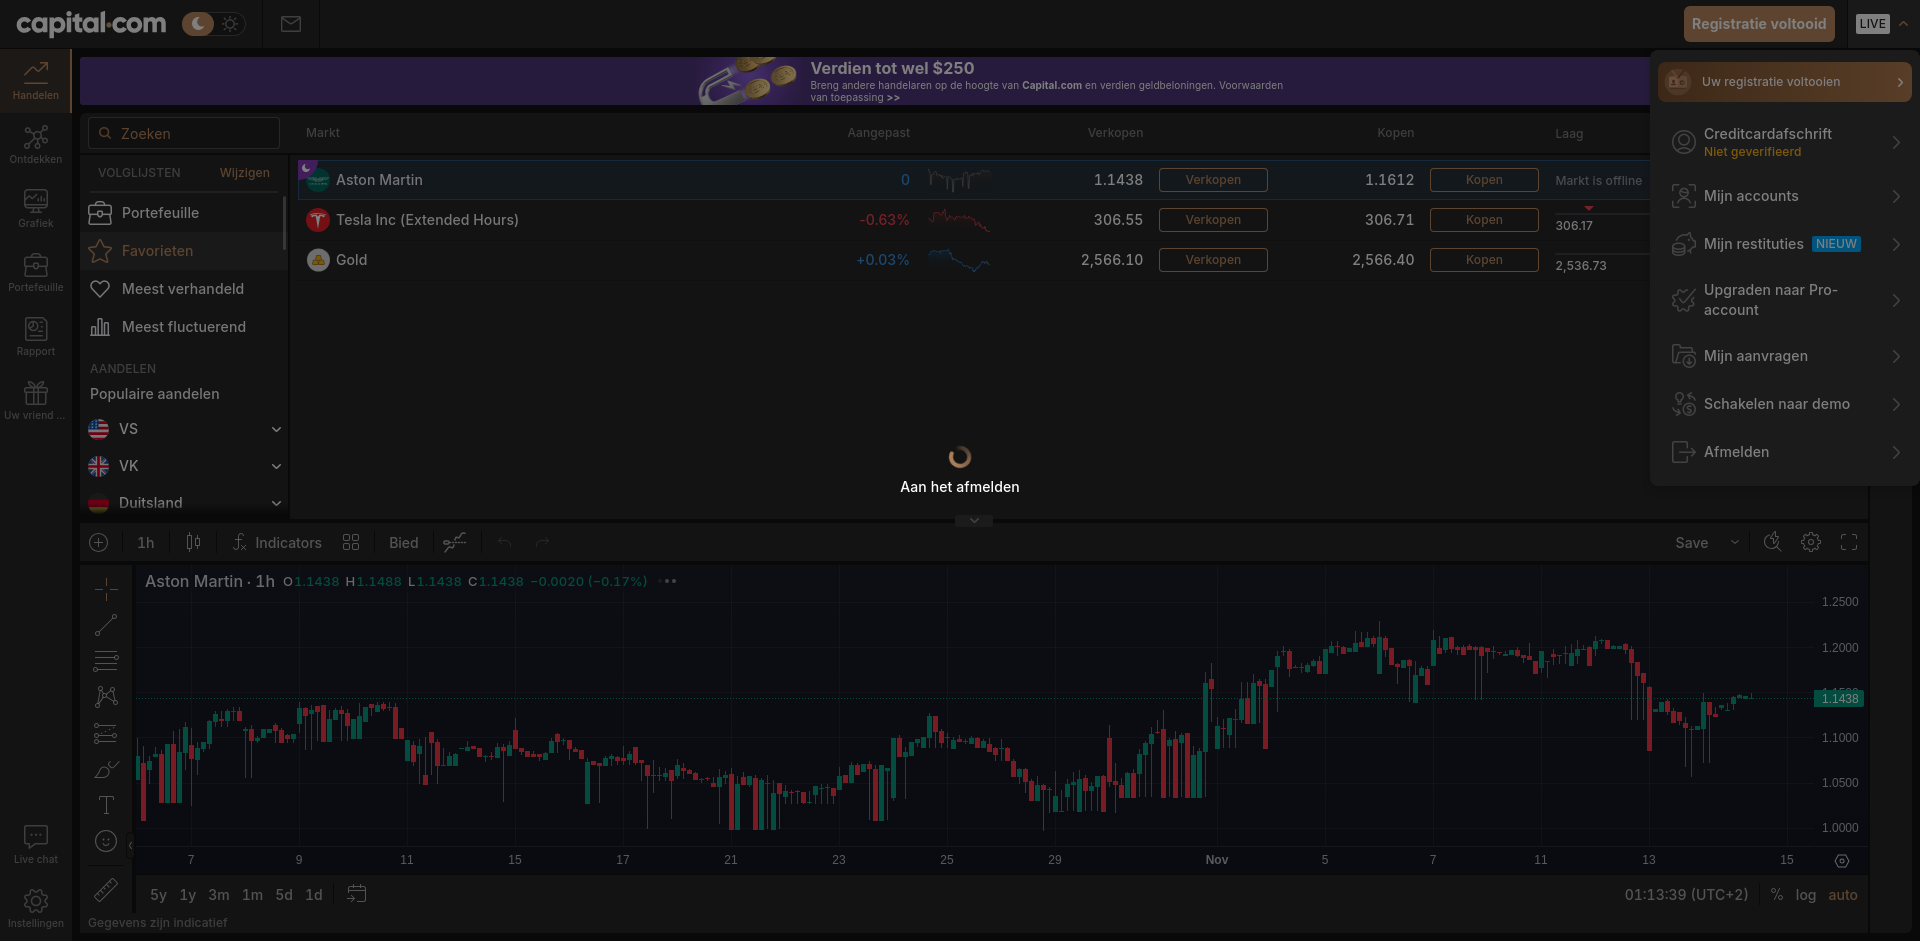 capital.com
Registratie voltooid
LIVE
Handelen
Ontdekken
Grafiek
Portefeuille
Rapport
Uw vriend ...
Live chat
Instellingen
Verdien tot wel $250
Breng andere handelaren op de hoogte van Capital.com en verdien geldbeloningen. Voorwaarden
van toepassing >>
Zoeken
VOLGLIJSTEN Wijzigen
Portefeuille
Favorieten
Meest verhandeld
Meest fluctuerend
AANDELEN
Populaire aandelen
VS
VK
Duitsland
Markt Aangepast Verkopen Kopen Laag
Aston Martin 0 1.1438 Verkopen 1.1612 Kopen Markt is offline
Tesla Inc (Extended Hours) -0.63% 306.55 Verkopen 306.71 Kopen 306.17
Gold +0.03% 2,566.10 Verkopen 2,566.40 Kopen 2,536.73
Uw registratie voltooien
Creditcardafschrift
Niet geverifieerd
Mijn accounts
Mijn restituties NIEUW
Upgraden naar Pro-
account
Mijn aanvragen
Schakelen naar demo
Afmelden
Aan het afmelden
1h Indicators Bied Save
Aston Martin · 1h O1.1438 H1.1488 L1.1438 C1.1438 −0.0020 (−0.17%)
1.2500
1.2000
1.1438
1.1000
1.0500
1.0000
7 9 11 15 17 21 23 25 29 Nov 5 7 11 13 15
5y 1y 3m 1m 5d 1d 01:13:39 (UTC+2) % log auto
Gegevens zijn indicatief